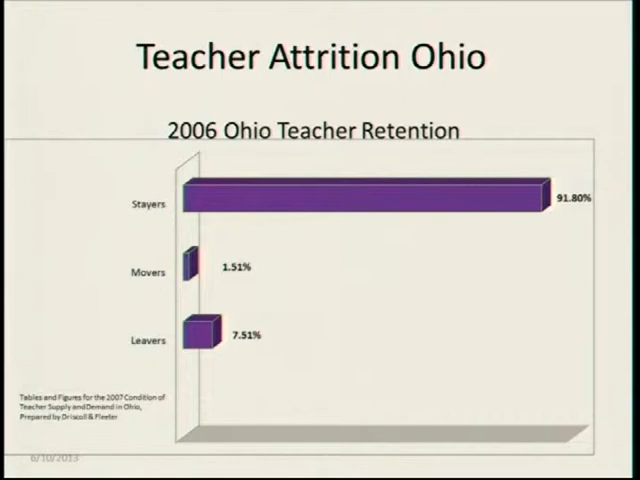 Teacher Attrition Ohio
2006 Ohio Teacher Retention
Stayers
91.80%
Movers
1.51%
Leavers
7.51%
Tables and Figures for the 2007 Condition of
Teacher Supply and Demand in Ohio,
Prepared by Driscoll & Fleeter
6/10/2013